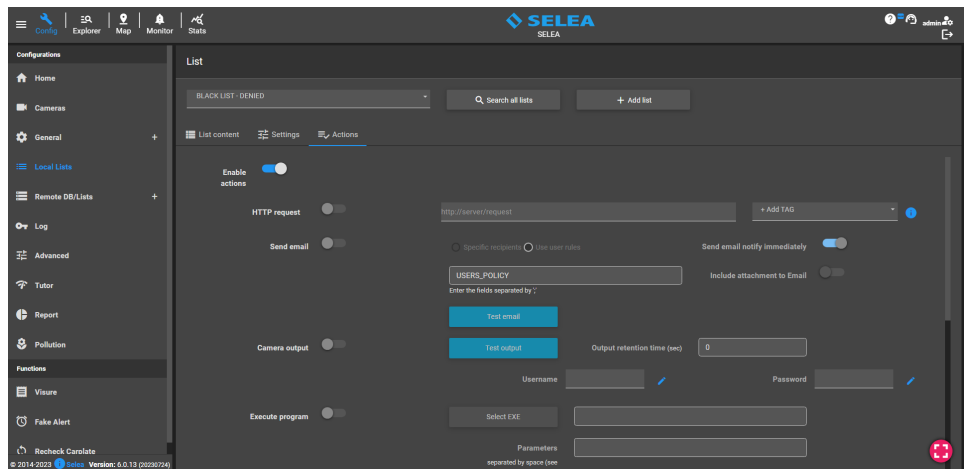 Config
Explorer
Map
Monitor
Stats
SELEA
SELEA
admin
Configurations
Home
Cameras
General +
Local Lists
Remote DB/Lists +
Log
Advanced
Tutor
Report
Pollution
Functions
Visure
Fake Alert
Recheck Carolate
© 2014-2023 Selea Version: 6.0.13 (20230724)
List
BLACK LIST - DENIED
Search all lists
+ Add list
List content
Settings
Actions
Enable
actions
HTTP request
http://server/request
+ Add TAG
Send email
Specific recipients
Use user rules
Send email notify immediately
USERS_POLICY
Include attachment to Email
Enter the fields separated by ';'
Test email
Camera output
Test output
Output retention time (sec)
0
Username
Password
Execute program
Select EXE
Parameters
separated by space (see